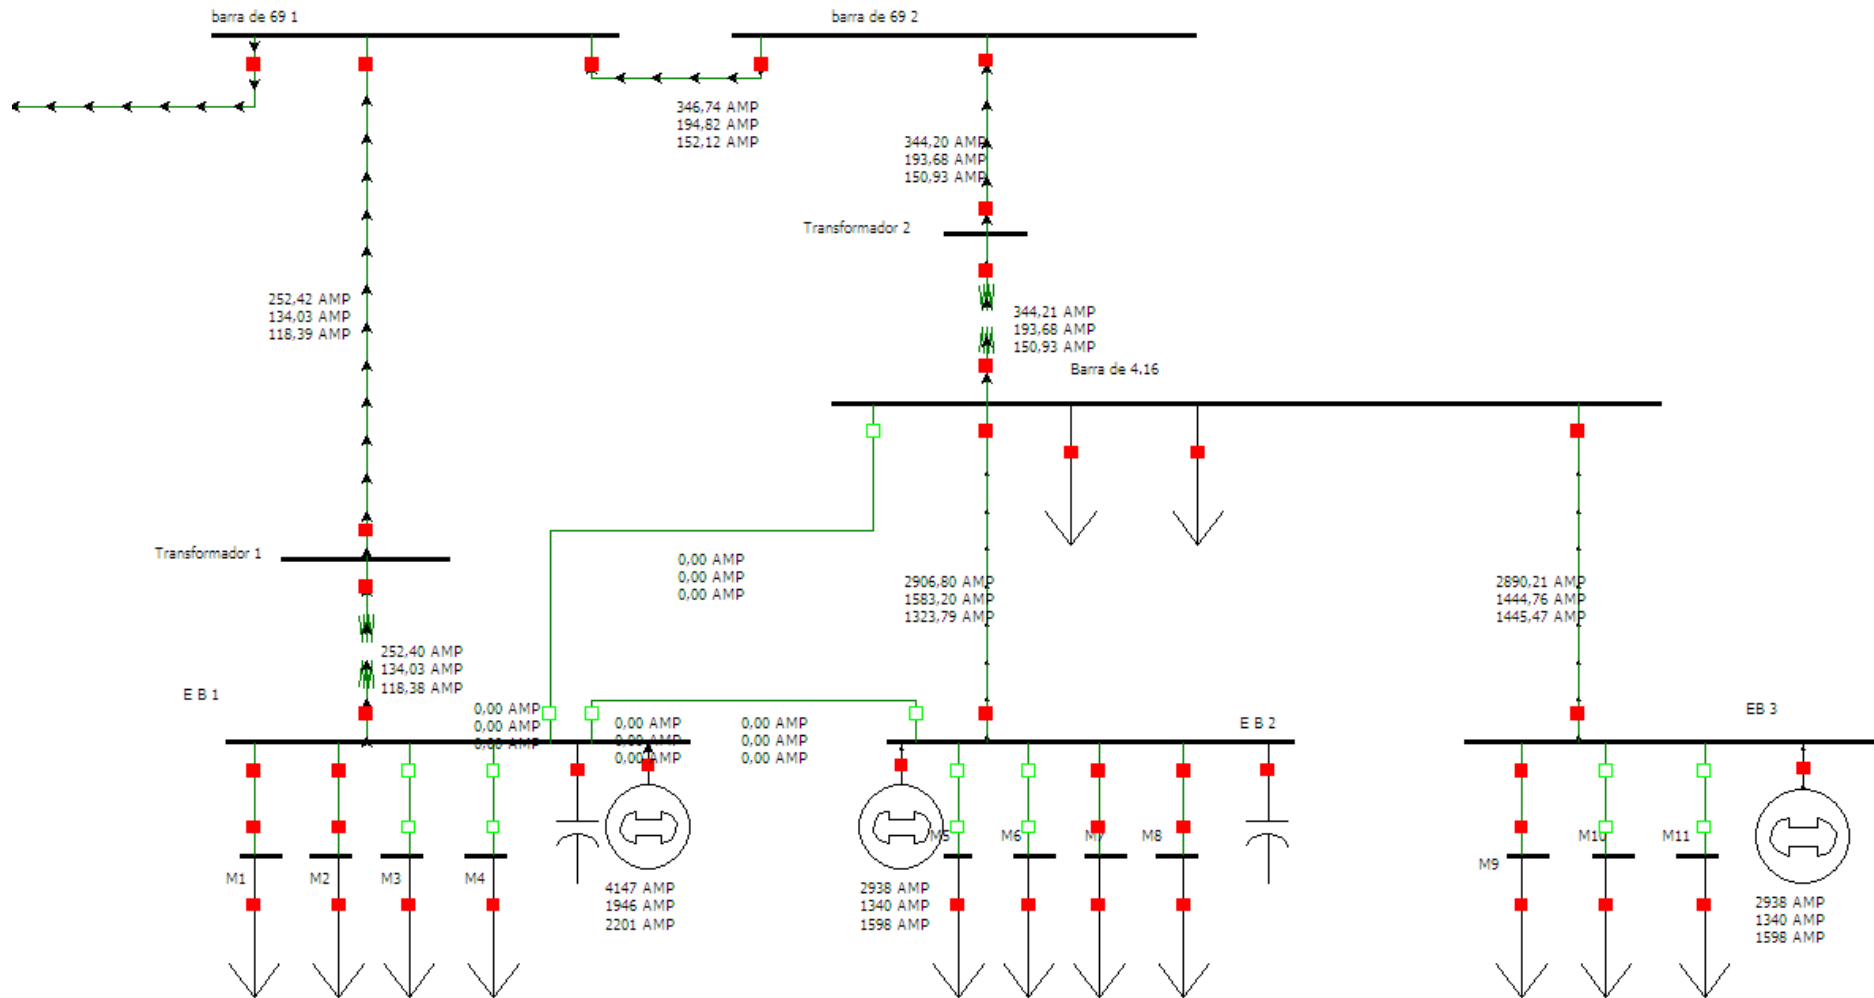 barra de 69 1
barra de 69 2
346,74 AMP
194,82 AMP
152,12 AMP
344,20 AMP
193,68 AMP
150,93 AMP
Transformador 2
252,42 AMP
134,03 AMP
118,39 AMP
344,21 AMP
193,68 AMP
150,93 AMP
Barra de 4.16
Transformador 1
0,00 AMP
0,00 AMP
0,00 AMP
2906,80 AMP
1583,20 AMP
1323,79 AMP
2890,21 AMP
1444,76 AMP
1445,47 AMP
252,40 AMP
134,03 AMP
118,38 AMP
E B 1
0,00 AMP
0,00 AMP
0,00 AMP
0,00 AMP
0,00 AMP
0,00 AMP
0,00 AMP
0,00 AMP
0,00 AMP
E B 2
EB 3
M1
M2
M3
M4
4147 AMP
1946 AMP
2201 AMP
2938 AMP
1340 AMP
1598 AMP
M5
M6
M7
M8
M9
M10
M11
2938 AMP
1340 AMP
1598 AMP